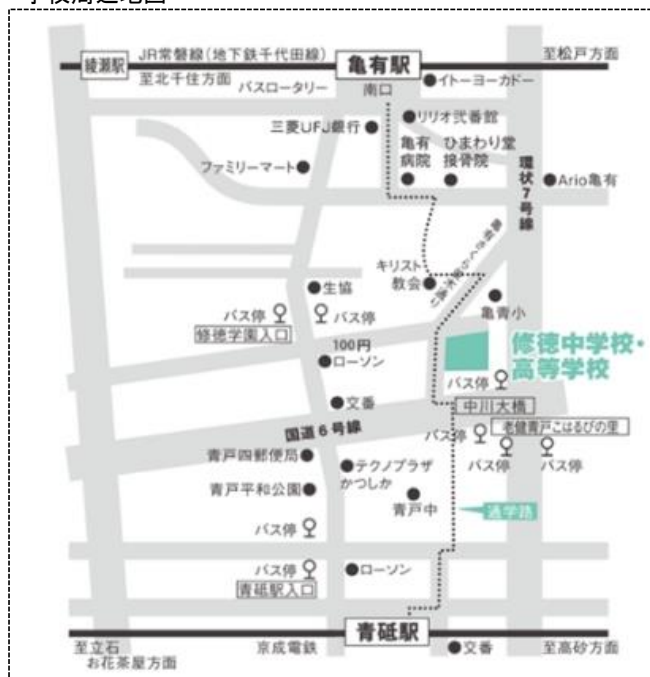 綾瀬駅
JR常磐線(地下鉄千代田線)
亀有駅
至松戸方面
至北千住方面
バスロータリー
南口
イトーヨーカドー
三菱UFJ銀行
リリオ弐番館
亀有
病院
ひまわり堂
接骨院
ファミリーマート
環状7号線
Ario亀有
キリスト
教会
亀青小
生協
バス停
バス停
修徳学園入口
100円
ローソン
修徳中学校・
高等学校
バス停
交番
中川大橋
国道6号線
バス停
老健青戸こはるびの里
バス停
バス停
青戸四郵便局
テクノプラザ
かつしか
青戸平和公園
青戸中
通学路
バス停
バス停
青砥駅入口
ローソン
青砥駅
至立石
お花茶屋方面
京成電鉄
交番
至高砂方面